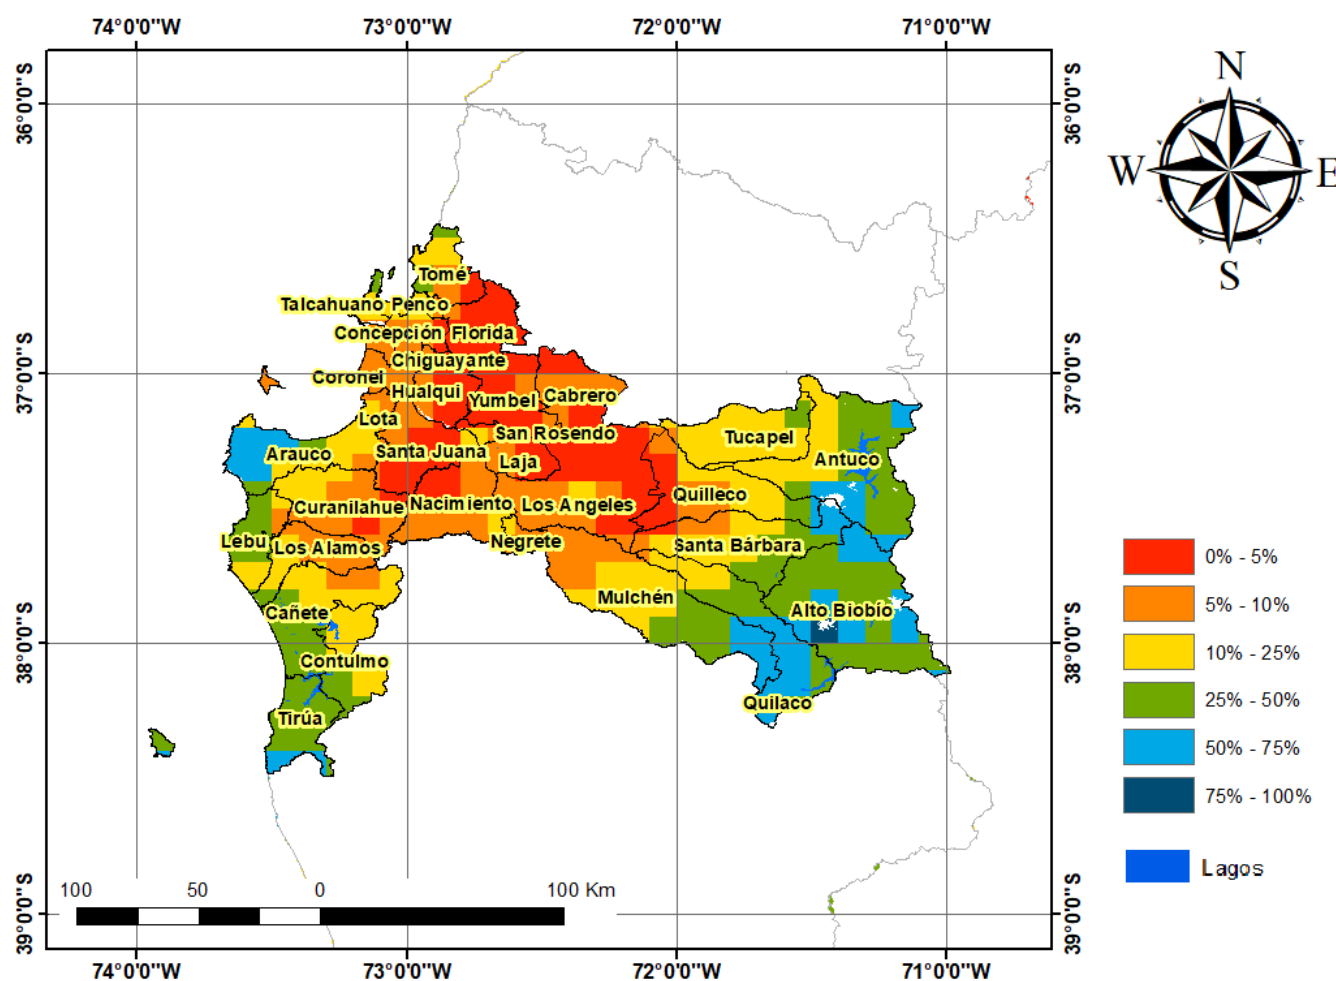 74°0'0"W 73°0'0"W 72°0'0"W 71°0'0"W
36°0'0"S 36°0'0"S
N
W E
S
Tomé
Talcahuano Penco
Concepción Florida
Chiguayante
37°0'0"S 37°0'0"S
Coronel
Hualqui Yumbel Cabrero
Lota
San Rosendo
Tucapel
Arauco Santa Juana Laja Antuco
Curanilahue Nacimiento Los Angeles Quilleco
Lebu Los Alamos Negrete Santa Bárbara
0% - 5%
5% - 10%
10% - 25%
25% - 50%
50% - 75%
75% - 100%
Lagos
Mulchén
Cañete Alto Biobío
38°0'0"S 38°0'0"S
Contulmo
Quilaco
Tirúa
100 50 0 100 Km
39°0'0"S 39°0'0"S
74°0'0"W 73°0'0"W 72°0'0"W 71°0'0"W